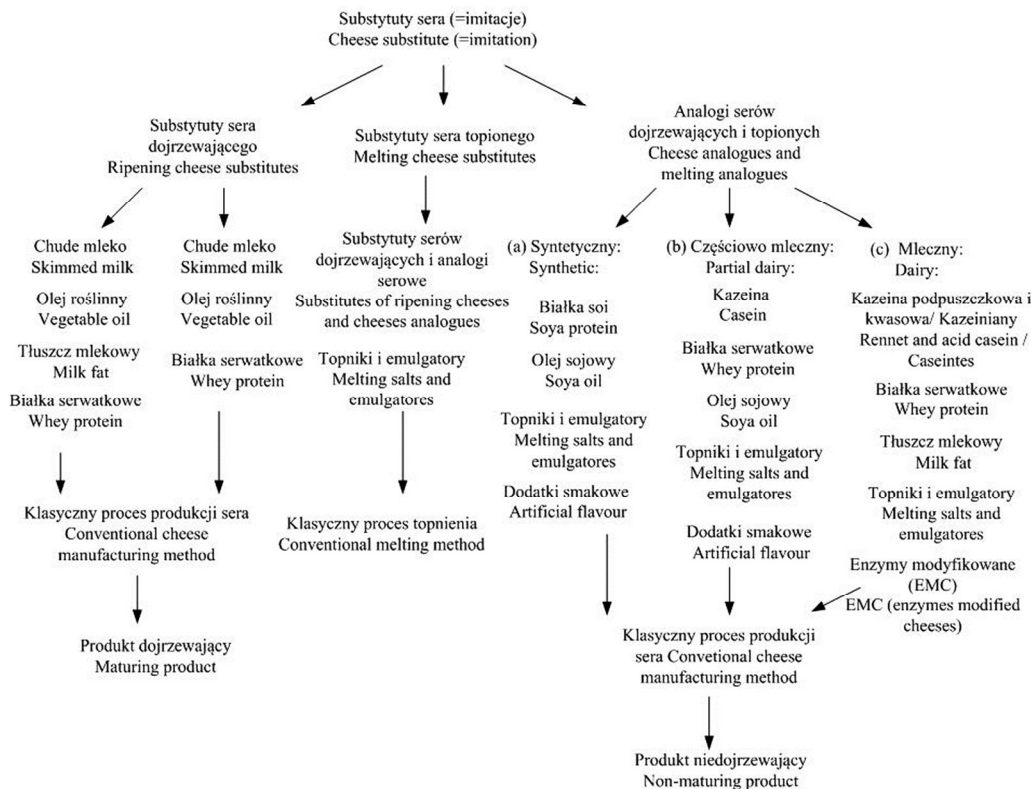 Substytuty sera (=imitacje)
Cheese substitute (=imitation)
Substytuty sera
dojrzewającego
Ripening cheese substitutes
Substytuty sera topionego
Melting cheese substitutes
Analogi serów
dojrzewających i topionych
Cheese analogues and
melting analogues
Chude mleko
Skimmed milk
Olej roślinny
Vegetable oil
Tłuszcz mlekowy
Milk fat
Białka serwatkowe
Whey protein
Chude mleko
Skimmed milk
Olej roślinny
Vegetable oil
Białka serwatkowe
Whey protein
Substytuty serów
dojrzewających i analogi
serowe
Substitutes of ripening cheeses
and cheeses analogues
Topniki i emulgatory
Melting salts and
emulgatores
(a) Syntetyczny:
Synthetic:
Białka soi
Soya protein
Olej sojowy
Soya oil
Topniki i emulgatory
Melting salts and
emulgatores
Dodatki smakowe
Artificial flavour
(b) Częściowo mleczny:
Partial dairy:
Kazeina
Casein
Białka serwatkowe
Whey protein
Olej sojowy
Soya oil
Topniki i emulgatory
Melting salts and
emulgatores
Dodatki smakowe
Artificial flavour
(c) Mleczny:
Dairy:
Kazeina podpuszczkowa i
kwasowa/ Kazeiniany
Rennet and acid casein /
Caseintes
Białka serwatkowe
Whey protein
Tłuszcz mlekowy
Milk fat
Topniki i emulgatory
Melting salts and
emulgatores
Enzymy modyfikowane
(EMC)
EMC (enzymes modified
cheeses)
Klasyczny proces produkcji sera
Conventional cheese
manufacturing method
Klasyczny proces topnienia
Conventional melting method
Klasyczny proces produkcji
sera Convetional cheese
manufacturing method
Produkt dojrzewający
Maturing product
Produkt niedojrzewający
Non-maturing product